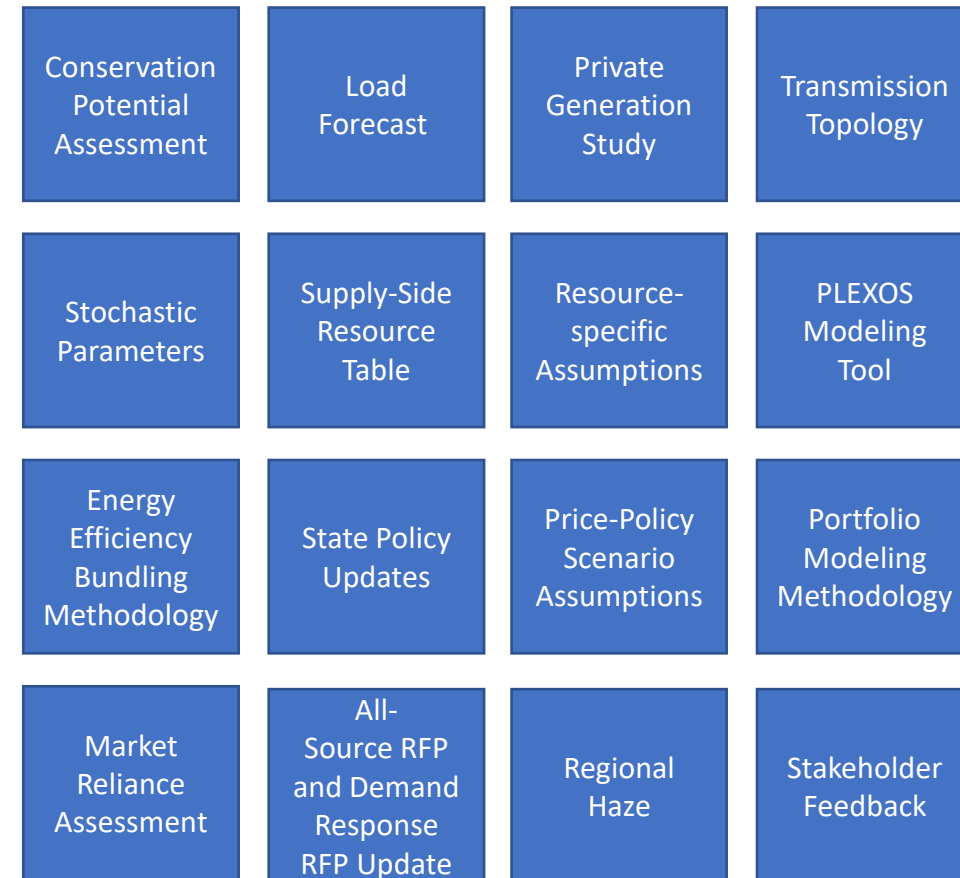 Conservation
Potential
Assessment
Load
Forecast
Private
Generation
Study
Transmission
Topology
Stochastic
Parameters
Supply-Side
Resource
Table
Resource-
specific
Assumptions
PLEXOS
Modeling
Tool
Energy
Efficiency
Bundling
Methodology
State Policy
Updates
Price-Policy
Scenario
Assumptions
Portfolio
Modeling
Methodology
Market
Reliance
Assessment
All-
Source RFP
and Demand
Response
RFP Update
Regional
Haze
Stakeholder
Feedback